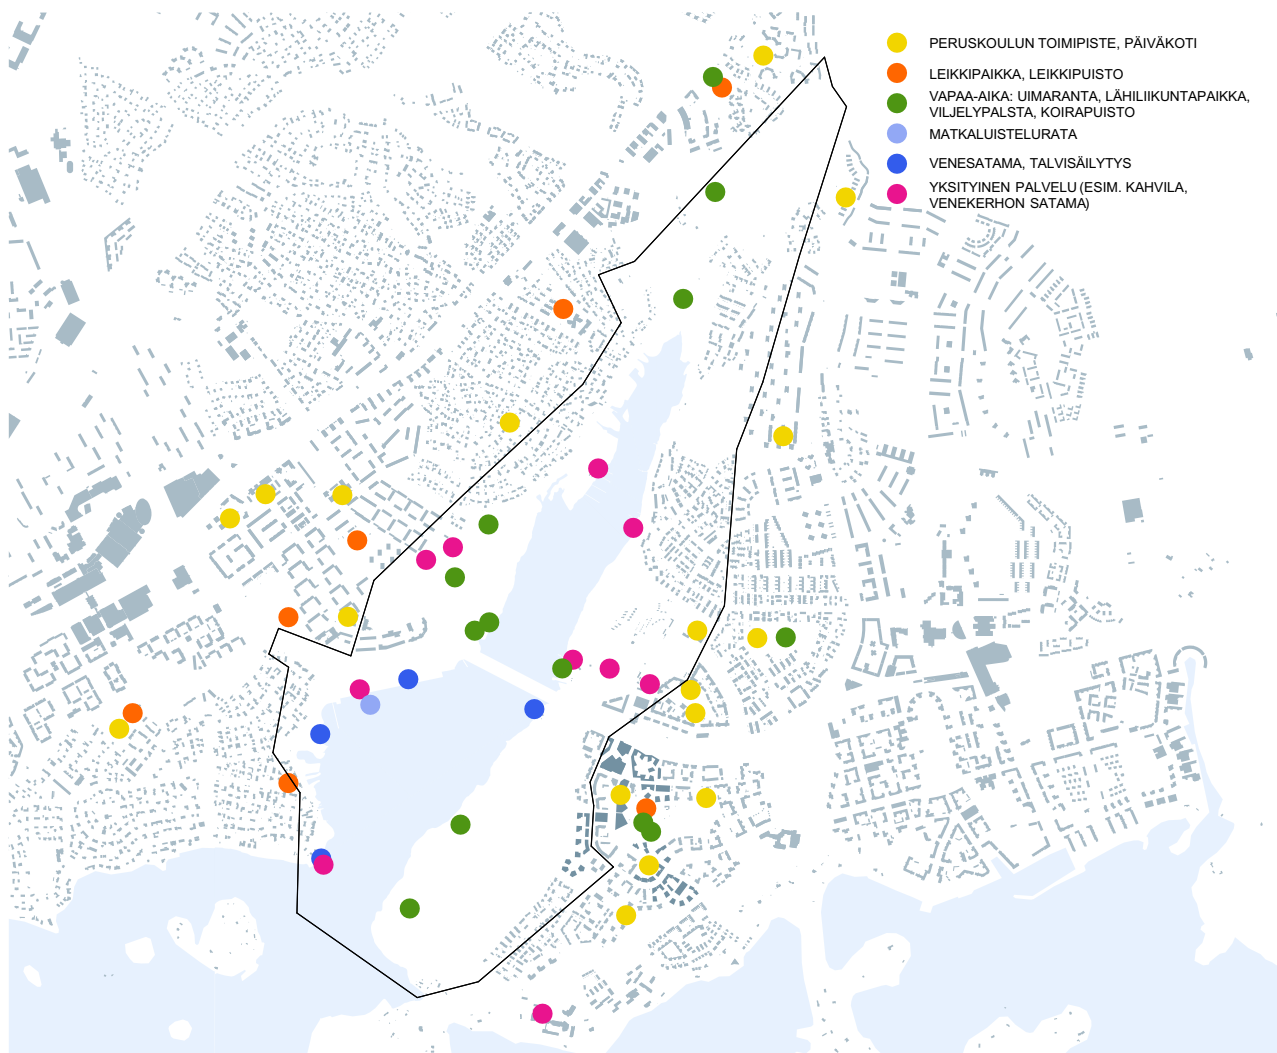 PERUSKOULUN TOIMIPISTE, PÄIVÄKOTI
LEIKKIPAIKKA, LEIKKIPUISTO
VAPAA-AIKA: UIMARANTA, LÄHILIIKUNTAPAIKKA,
VILJELYPALSTA, KOIRAPUISTO
MATKALUISTELURATA
VENESATAMA, TALVISÄILYTYS
YKSITYINEN PALVELU (ESIM. KAHVILA,
VENEKERHON SATAMA)